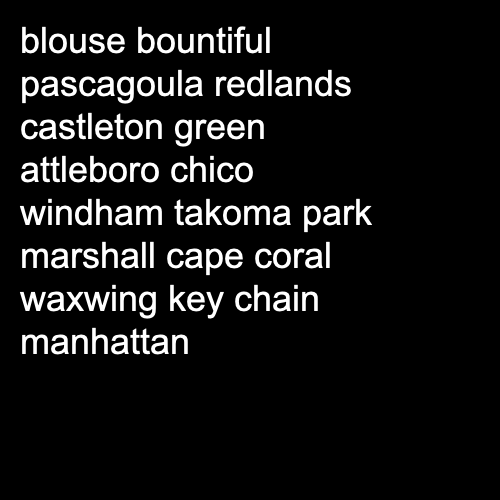 blouse bountiful
pascagoula redlands
castleton green
attleboro chico
windham takoma park
marshall cape coral
waxwing key chain
manhattan